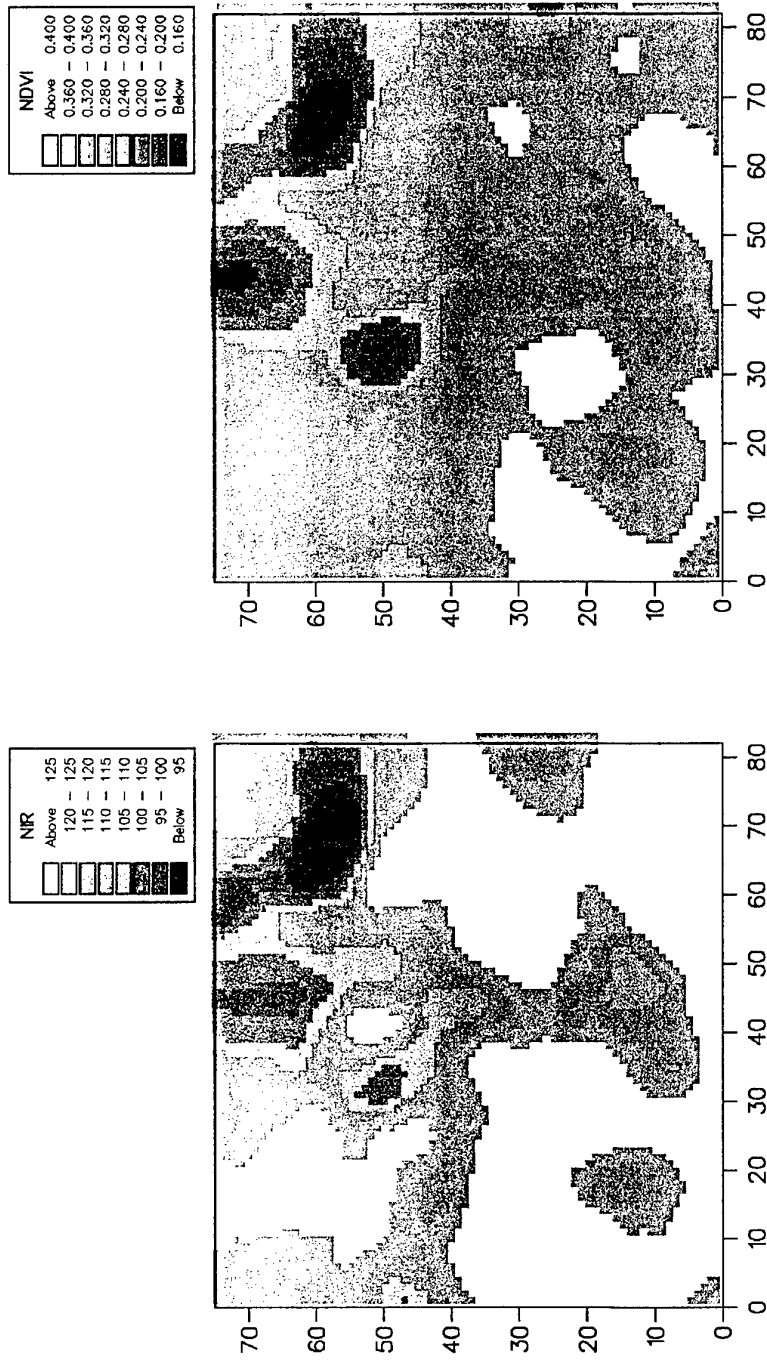 NDVI
Above 0.400
0.360 – 0.400
0.320 – 0.360
0.280 – 0.320
0.240 – 0.280
0.200 – 0.240
0.160 – 0.200
Below 0.160
70
60
50
40
30
20
10
0
0 10 20 30 40 50 60 70 80
NIR
Above 125
120 – 125
115 – 120
110 – 115
105 – 110
100 – 105
95 – 100
Below 95
70
60
50
40
30
20
10
0
0 10 20 30 40 50 60 70 80